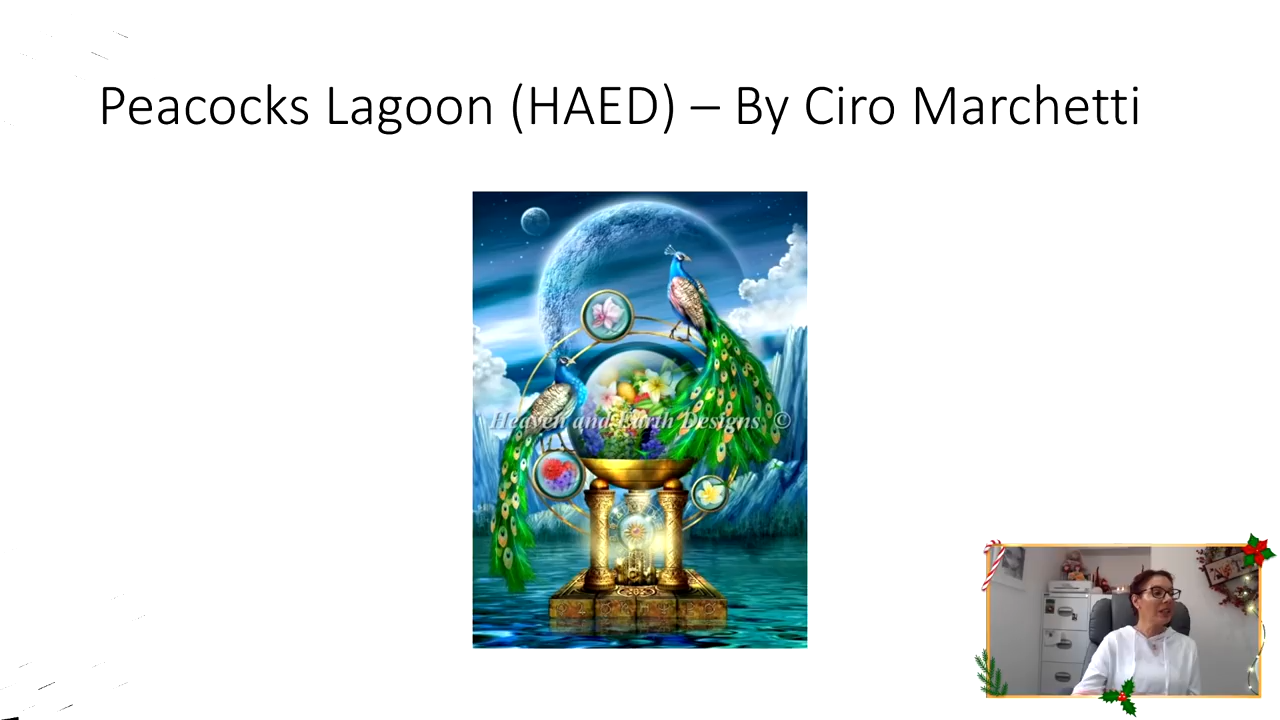 Peacocks Lagoon (HAED) – By Ciro Marchetti
Heaven and Earth Designs ©